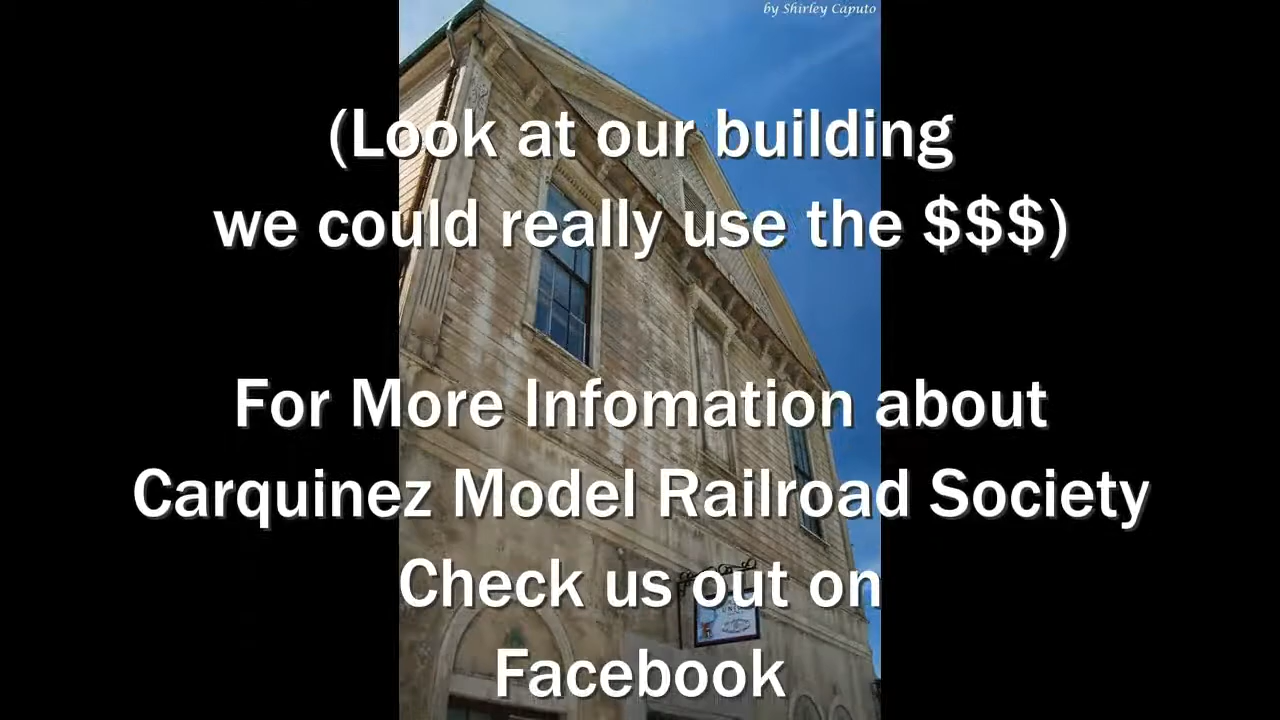 by Shirley Caputo
(Look at our building
we could really use the $$$)
For More Infomation about
Carquinez Model Railroad Society
Check us out on
Facebook